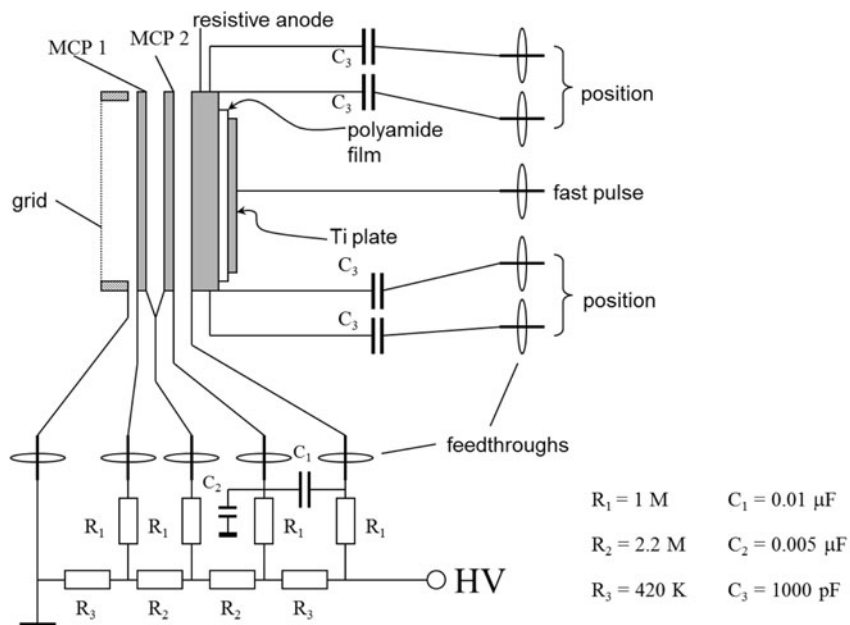 resistive anode
MCP 2
MCP 1
C₃
C₃
position
polyamide
film
grid
fast pulse
Ti plate
C₃
C₃
position
feedthroughs
C₁
C₂
R₁
R₁
R₁
R₁
HV
R₃
R₂
R₂
R₃
R₁ = 1 M
C₁ = 0.01 µF
R₂ = 2.2 M
C₂ = 0.005 µF
R₃ = 420 K
C₃ = 1000 pF